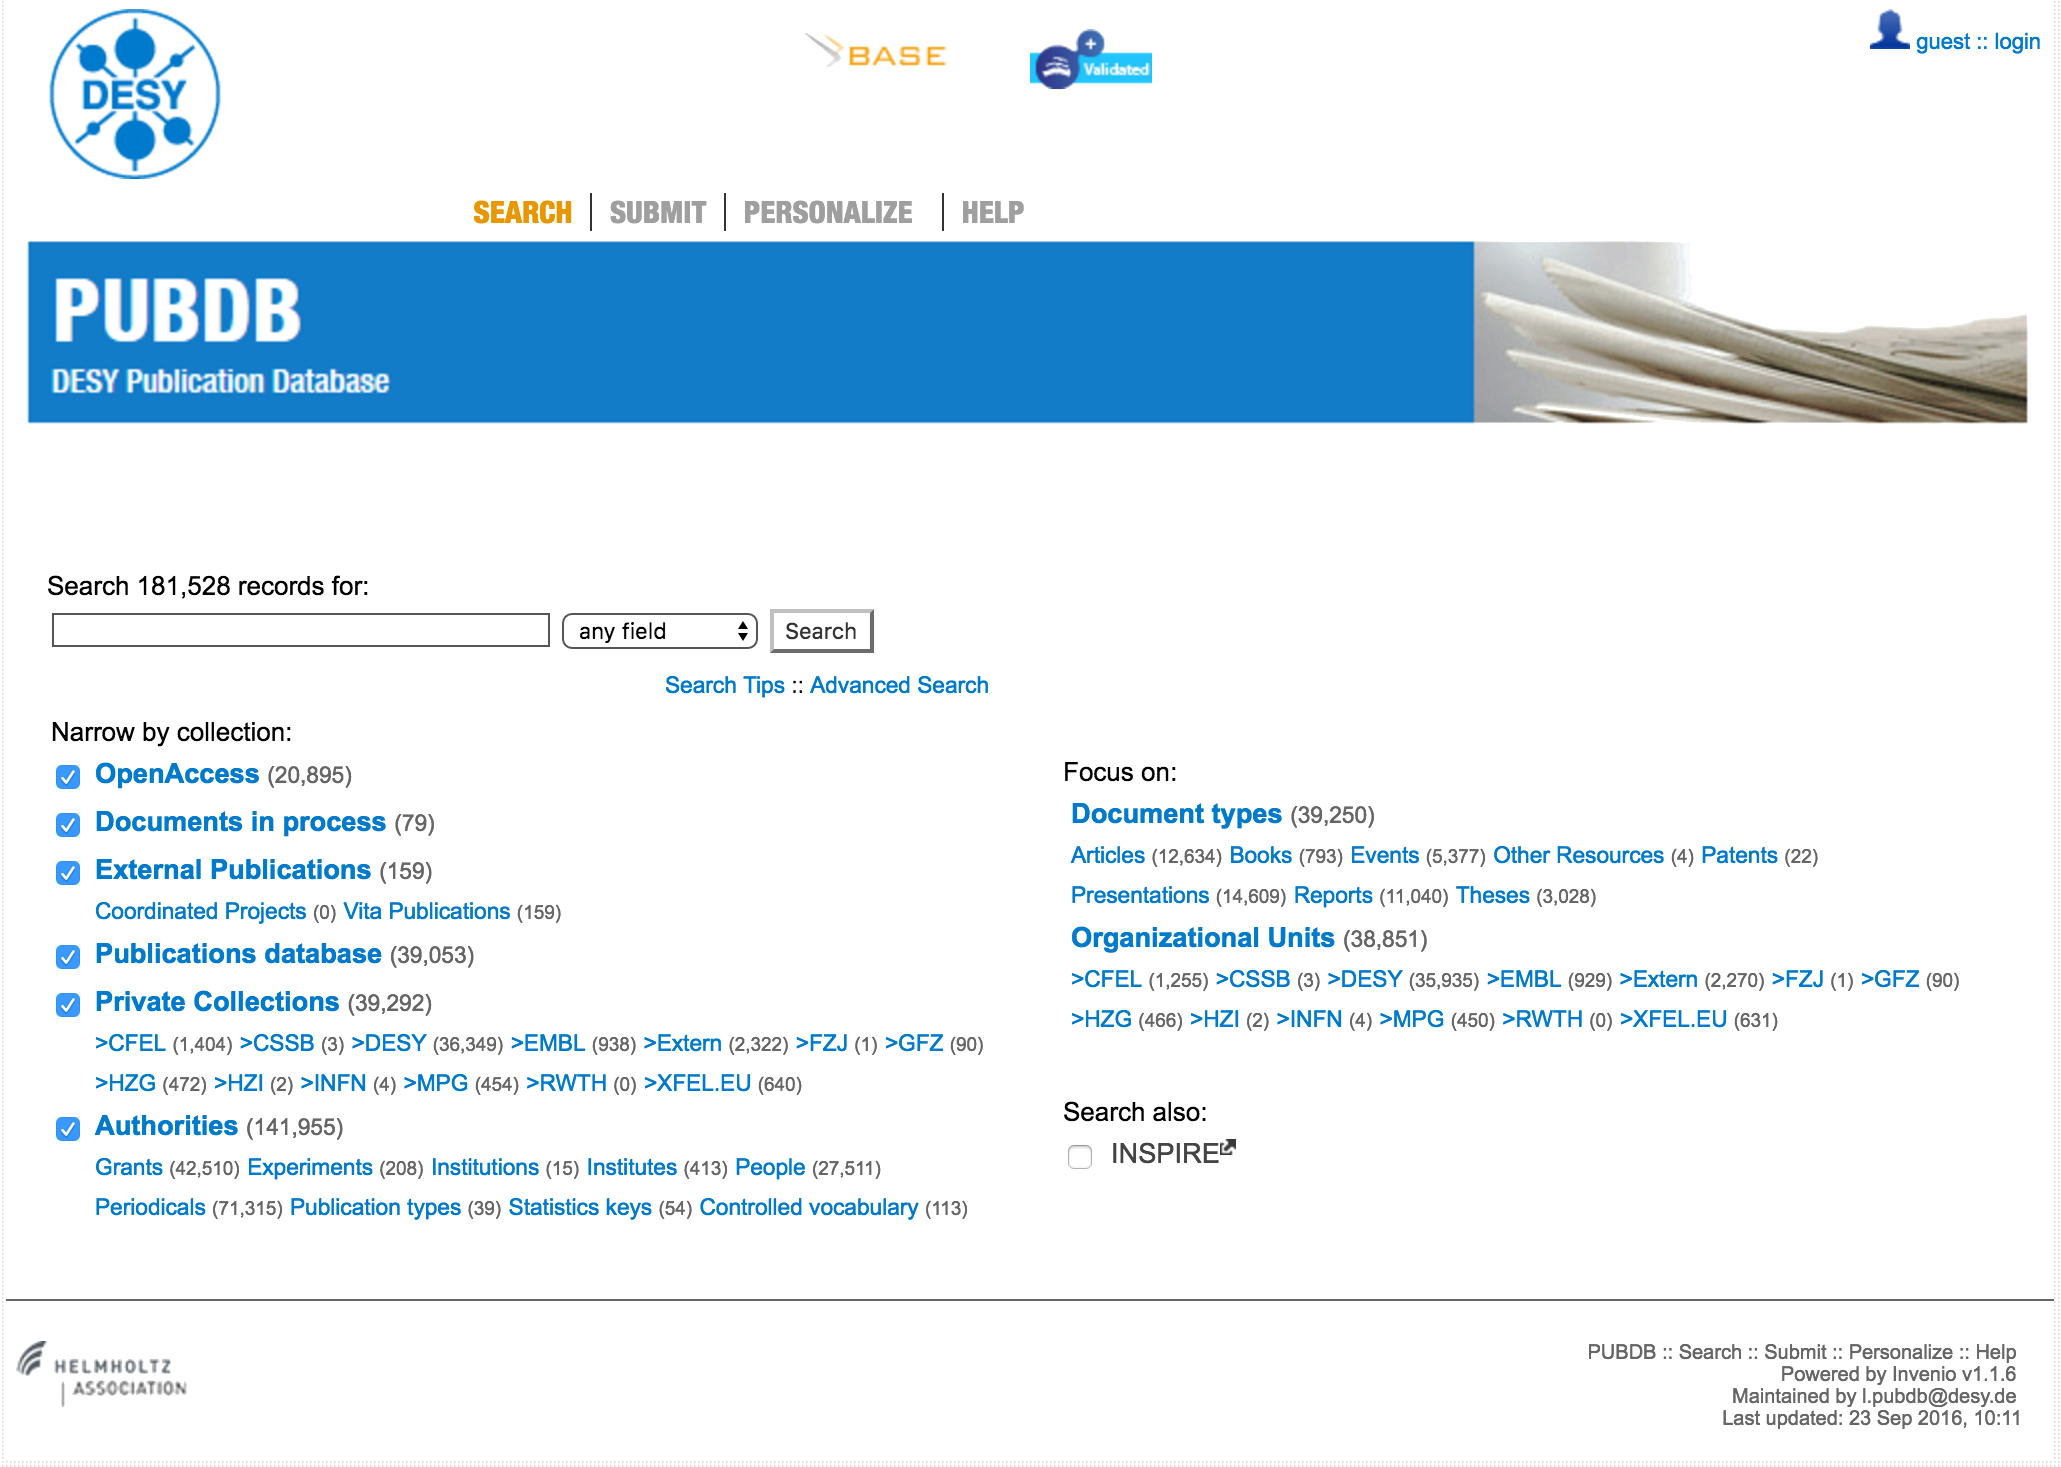 DESY
BASE
Validated
guest :: login
SEARCH
SUBMIT
PERSONALIZE
HELP
PUBDB
DESY Publication Database
Search 181,528 records for:
any field
Search
Search Tips :: Advanced Search
Narrow by collection:
OpenAccess (20,895)
Documents in process (79)
External Publications (159)
Coordinated Projects (0) Vita Publications (159)
Publications database (39,053)
Private Collections (39,292)
>CFEL (1,404) >CSSB (3) >DESY (36,349) >EMBL (938) >Extern (2,322) >FZJ (1) >GFZ (90)
>HZG (472) >HZI (2) >INFN (4) >MPG (454) >RWTH (0) >XFEL.EU (640)
Authorities (141,955)
Grants (42,510) Experiments (208) Institutions (15) Institutes (413) People (27,511)
Periodicals (71,315) Publication types (39) Statistics keys (54) Controlled vocabulary (113)
Focus on:
Document types (39,250)
Articles (12,634) Books (793) Events (5,377) Other Resources (4) Patents (22)
Presentations (14,609) Reports (11,040) Theses (3,028)
Organizational Units (38,851)
>CFEL (1,255) >CSSB (3) >DESY (35,935) >EMBL (929) >Extern (2,270) >FZJ (1) >GFZ (90)
>HZG (466) >HZI (2) >INFN (4) >MPG (450) >RWTH (0) >XFEL.EU (631)
Search also:
INSPIRE
HELMHOLTZ
ASSOCIATION
PUBDB :: Search :: Submit :: Personalize :: Help
Powered by Invenio v1.1.6
Maintained by l.pubdb@desy.de
Last updated: 23 Sep 2016, 10:11